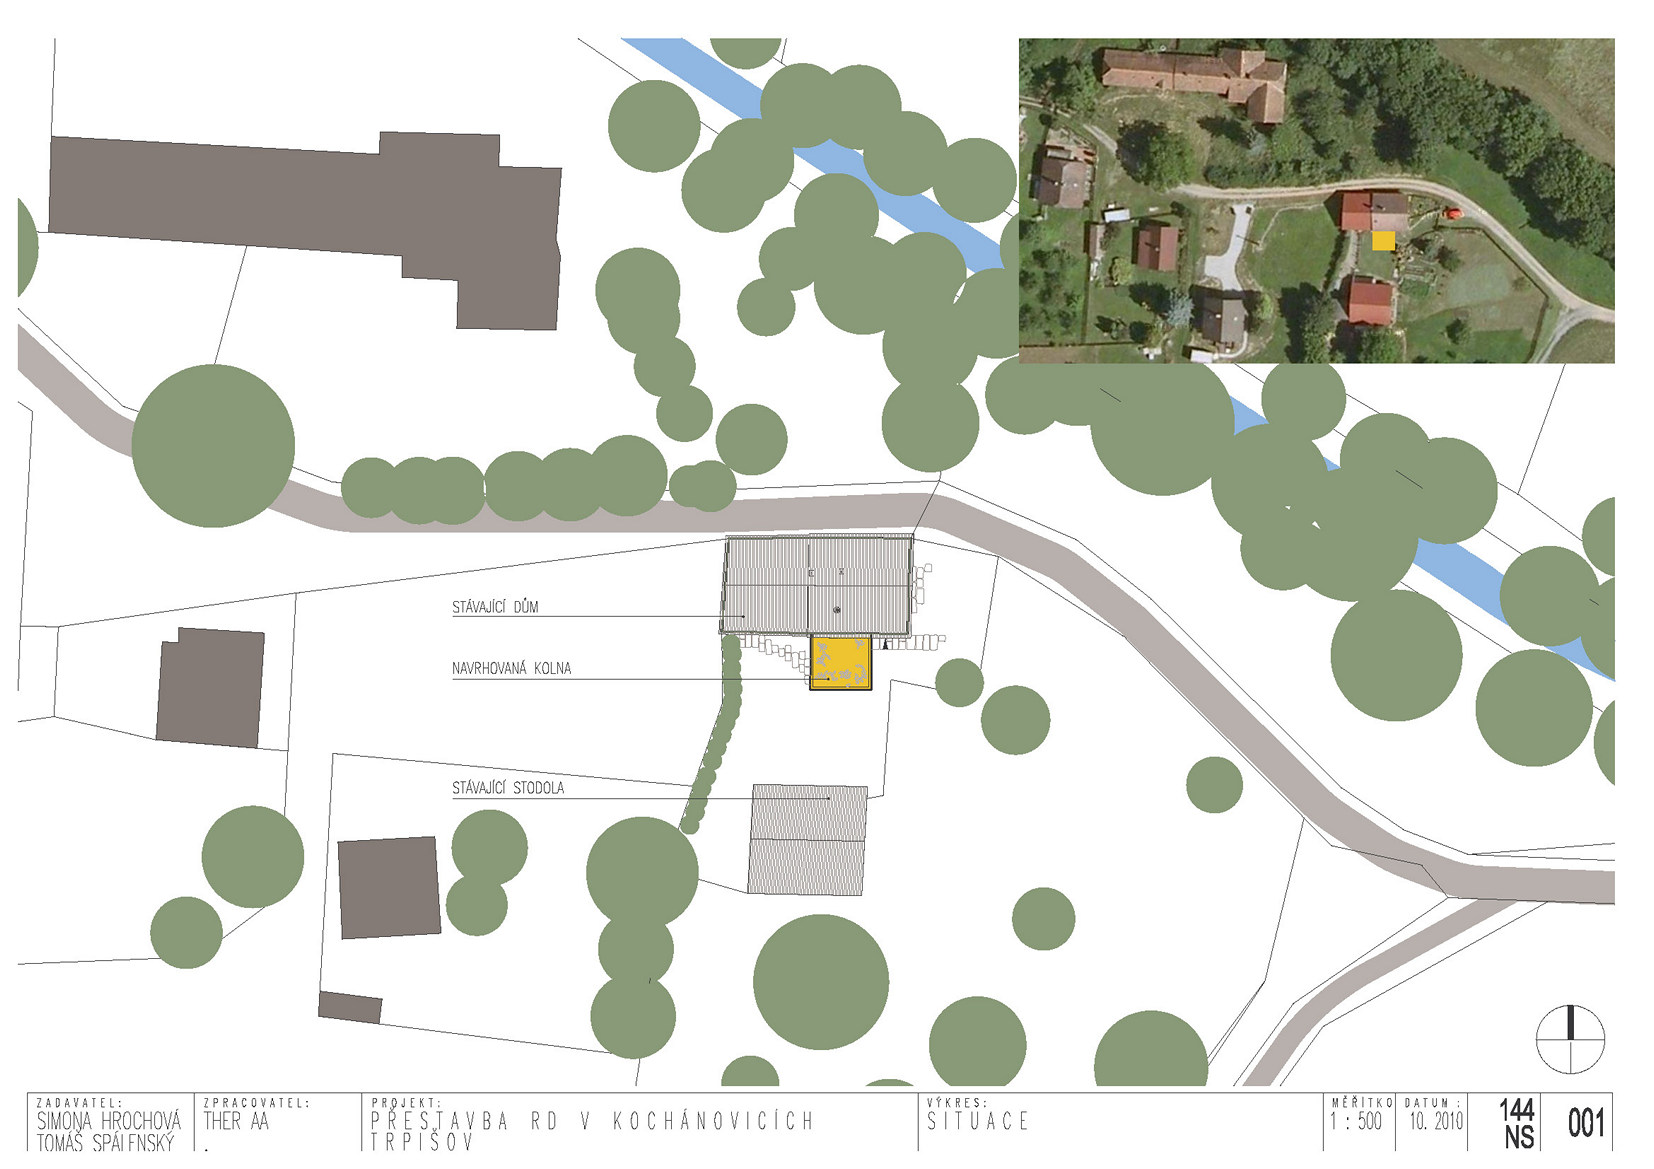 STÁVAJÍCÍ DŮM
NAVRHOVANÁ KOLNA
STÁVAJÍCÍ STODOLA
ZADAVATEL:
SIMONA HROCHOVÁ
TOMÁŠ SPÁLENSKÝ
ZPRACOVATEL:
THER AA
.
PROJEKT:
PŘESTAVBA RD V KOCHÁNOVICÍCH
TRPIŠOV
VÝKRES:
SITUACE
MĚŘÍTKO
1 : 500
DATUM :
10. 2010
144
NS
001